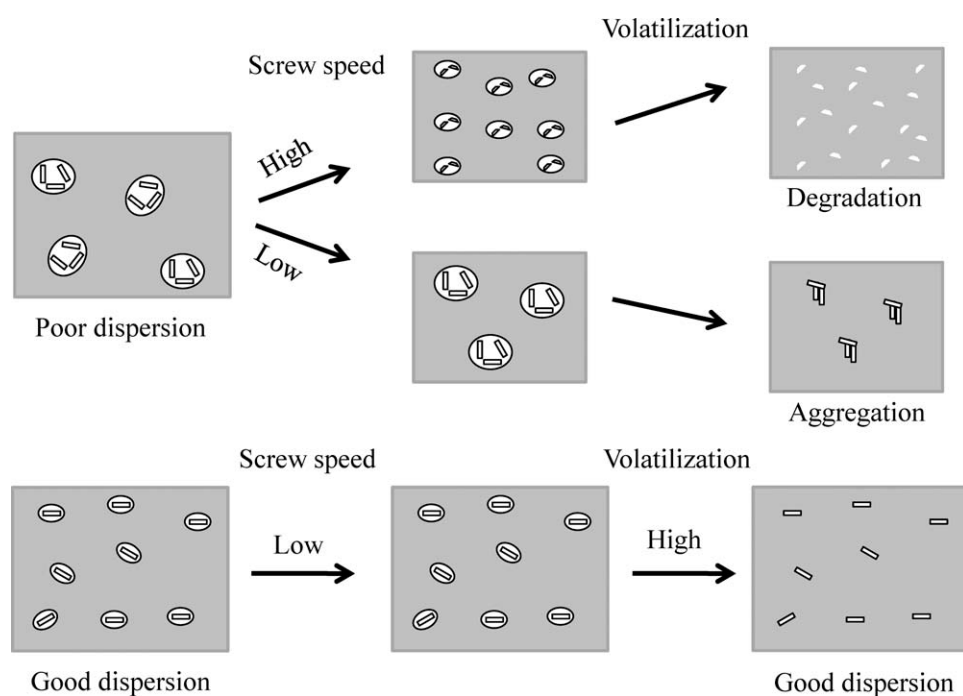 Volatilization
Screw speed
High
Degradation
Low
Poor dispersion
Aggregation
Screw speed
Volatilization
Low
High
Good dispersion
Good dispersion